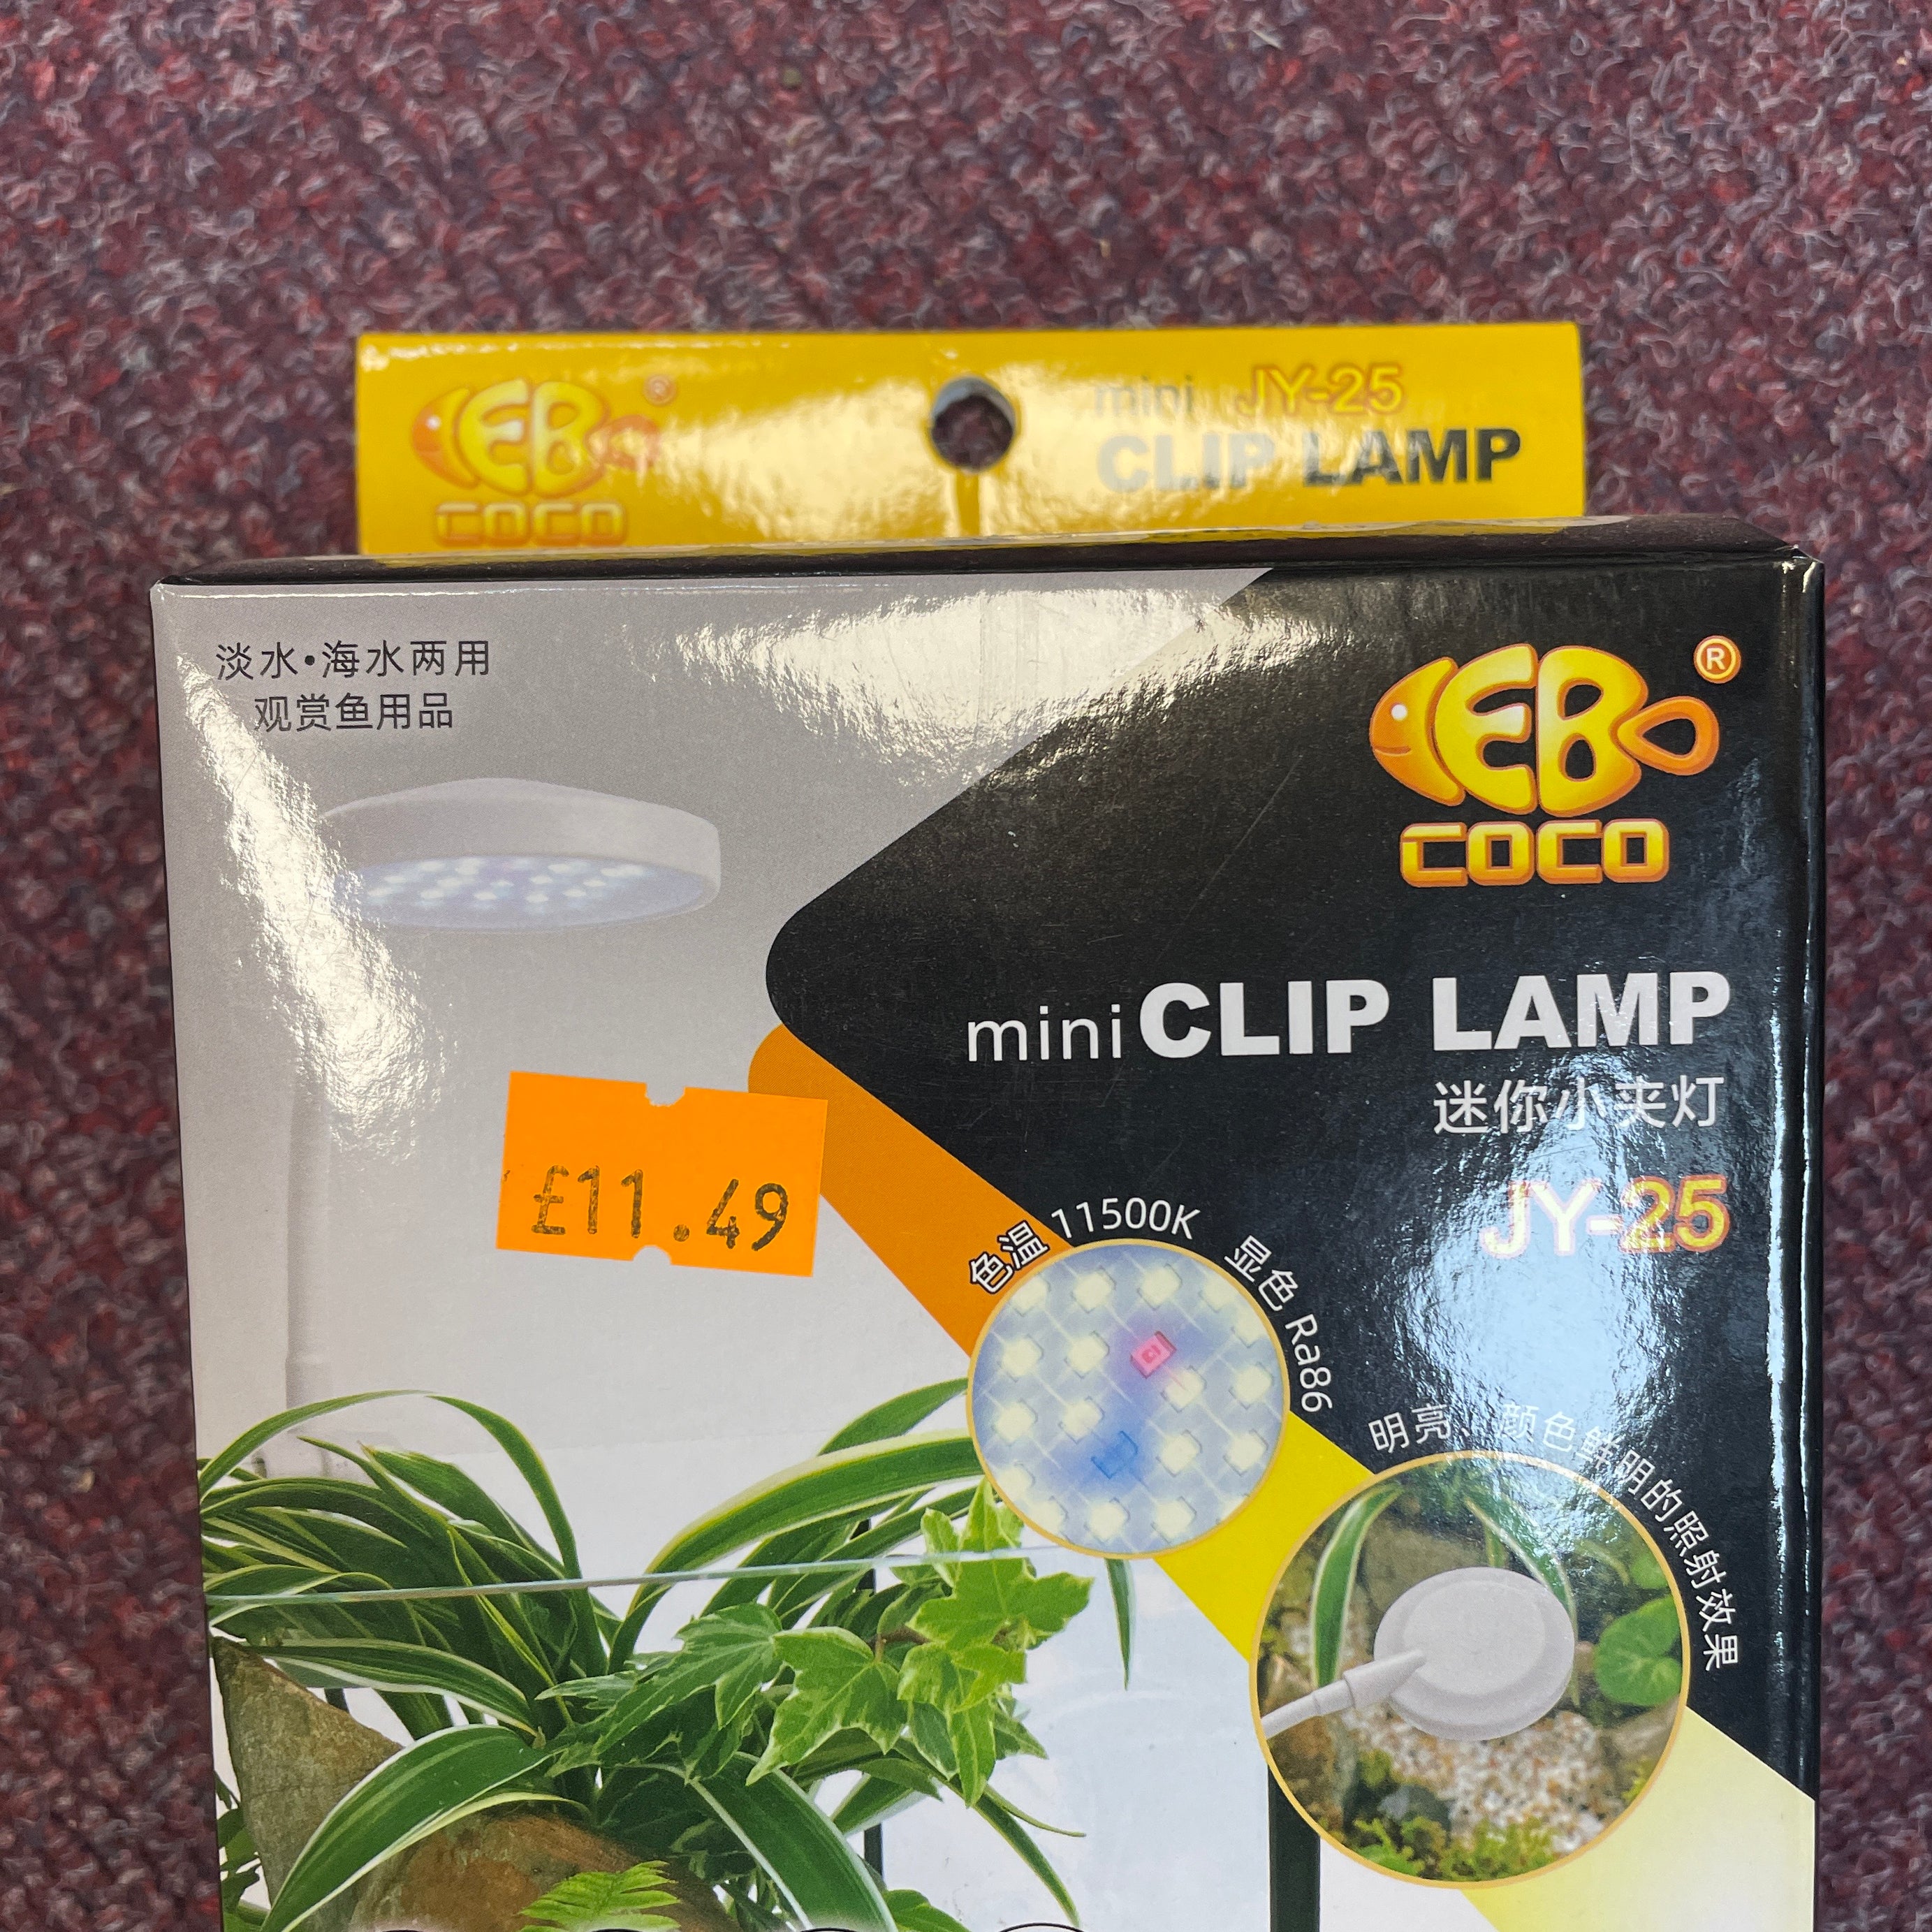 EBO ®
COCO
mini JY-25
CLIP LAMP
淡水•海水两用
观赏鱼用品
EBO ®
COCO
mini CLIP LAMP
迷你小夹灯
JY-25
£11.49
色温 11500K 显色 Ra86
明亮、颜色鲜明的照射效果